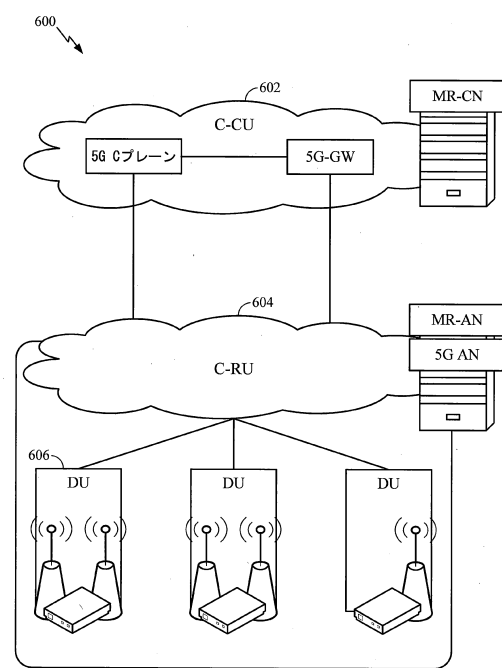 600
602
MR-CN
C-CU
5G Cプレーン
5G-GW
604
MR-AN
5G AN
C-RU
606
DU
DU
DU